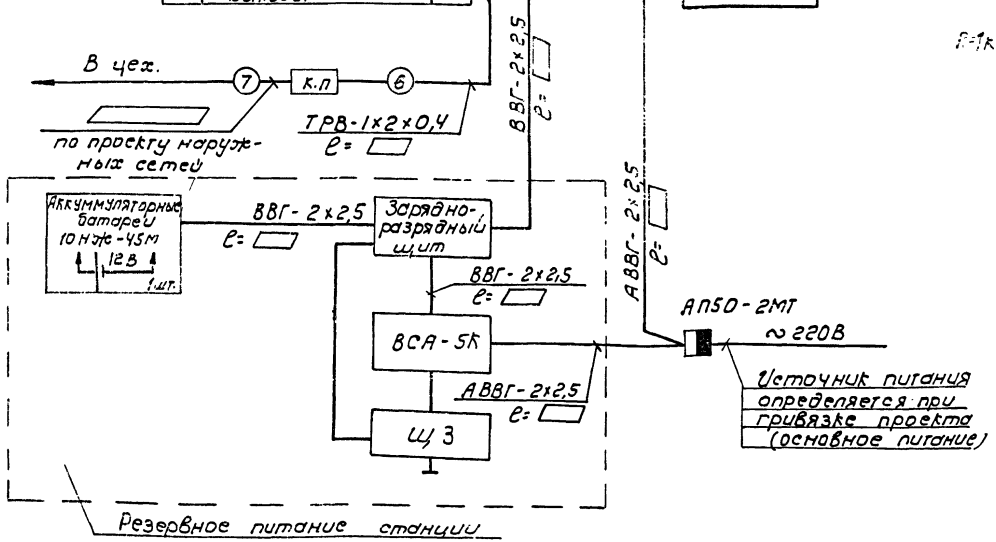 В цех.
7
к.п
6
ТРВ-1×2×0,4
ℓ=
по проекту наруж-
ных сетей
ВВГ-2×2,5
ℓ=
R=1к
АВВГ-2×2,5
ℓ=
Аккуммуляторные
батареи
10НЖ-45М
12В
1шт.
ВВГ-2×2,5
ℓ=
Зарядно-
разрядный
щит
ВВГ-2×2,5
ℓ=
ВСА-5К
АВВГ-2×2,5
ℓ=
ЩЗ
АП50-2МТ
~220В
Источник питания
определяется при
привязке проекта
(основное питание)
Резервное питание станции